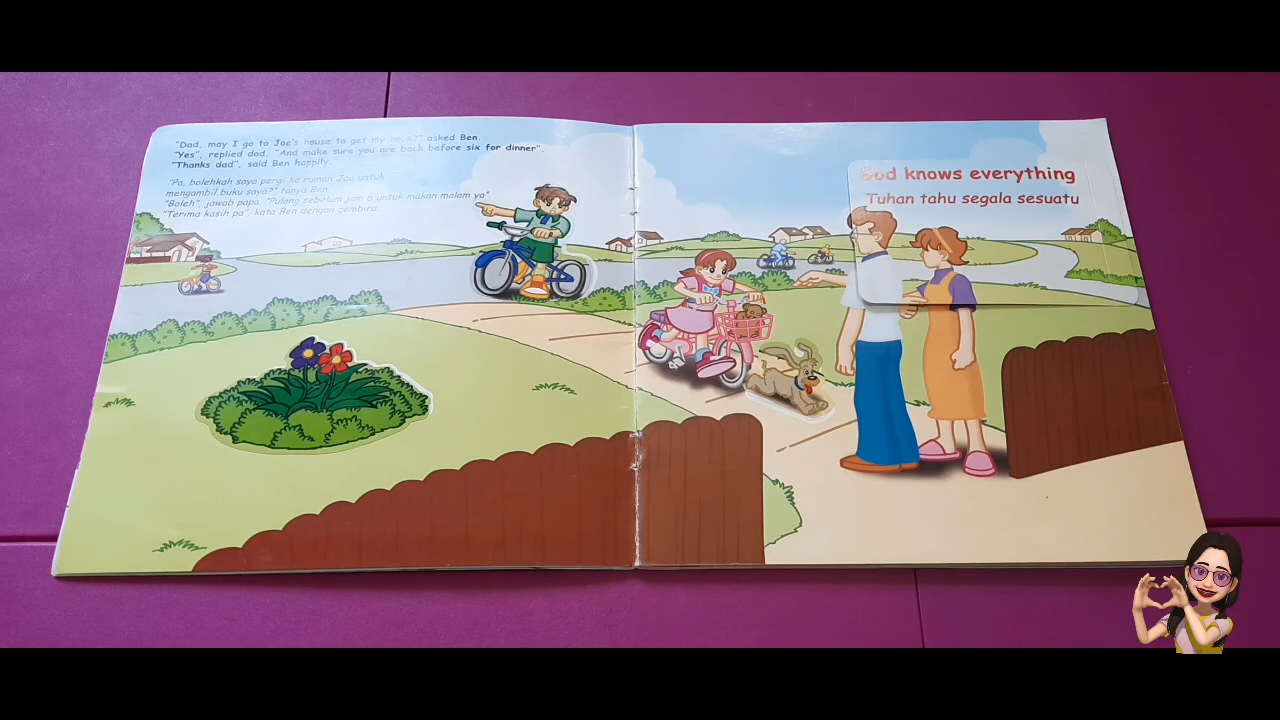 "Dad, may I go to Joe's house to get my book?" asked Ben.
"Yes", replied dad, "And make sure you are back before six for dinner".
"Thanks dad", said Ben happily.
"Pa, bolehkah saya pergi ke rumah Joe untuk
mengambil buku saya?" tanya Ben.
"Boleh", jawab papa. "Pulang sebelum jam 6 untuk makan malam ya".
"Terima kasih pa", kata Ben dengan gembira.
God knows everything
Tuhan tahu segala sesuatu